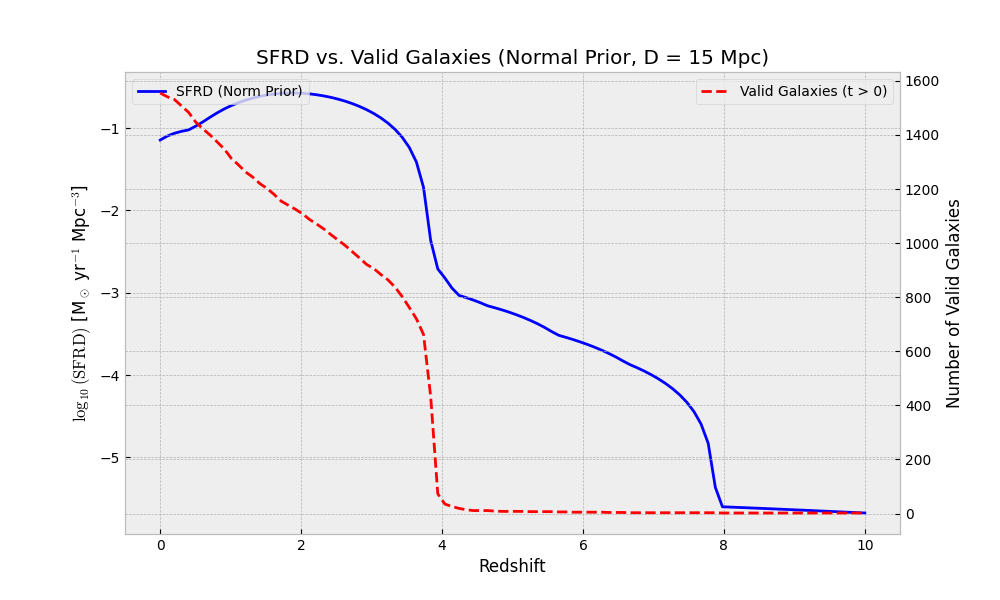 SFRD vs. Valid Galaxies (Normal Prior, D = 15 Mpc)
SFRD (Norm Prior)
Valid Galaxies (t > 0)
−1
−2
−3
−4
−5
log₁₀ (SFRD) [M⊙ yr⁻¹ Mpc⁻³]
1600
1400
1200
1000
800
600
400
200
0
Number of Valid Galaxies
0 2 4 6 8 10
Redshift